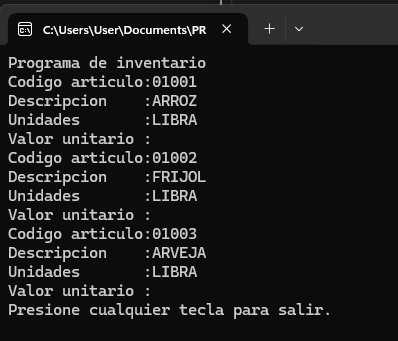 C:\Users\User\Documents\PR
Programa de inventario
Codigo articulo:01001
Descripcion    :ARROZ
Unidades       :LIBRA
Valor unitario :
Codigo articulo:01002
Descripcion    :FRIJOL
Unidades       :LIBRA
Valor unitario :
Codigo articulo:01003
Descripcion    :ARVEJA
Unidades       :LIBRA
Valor unitario :
Presione cualquier tecla para salir.